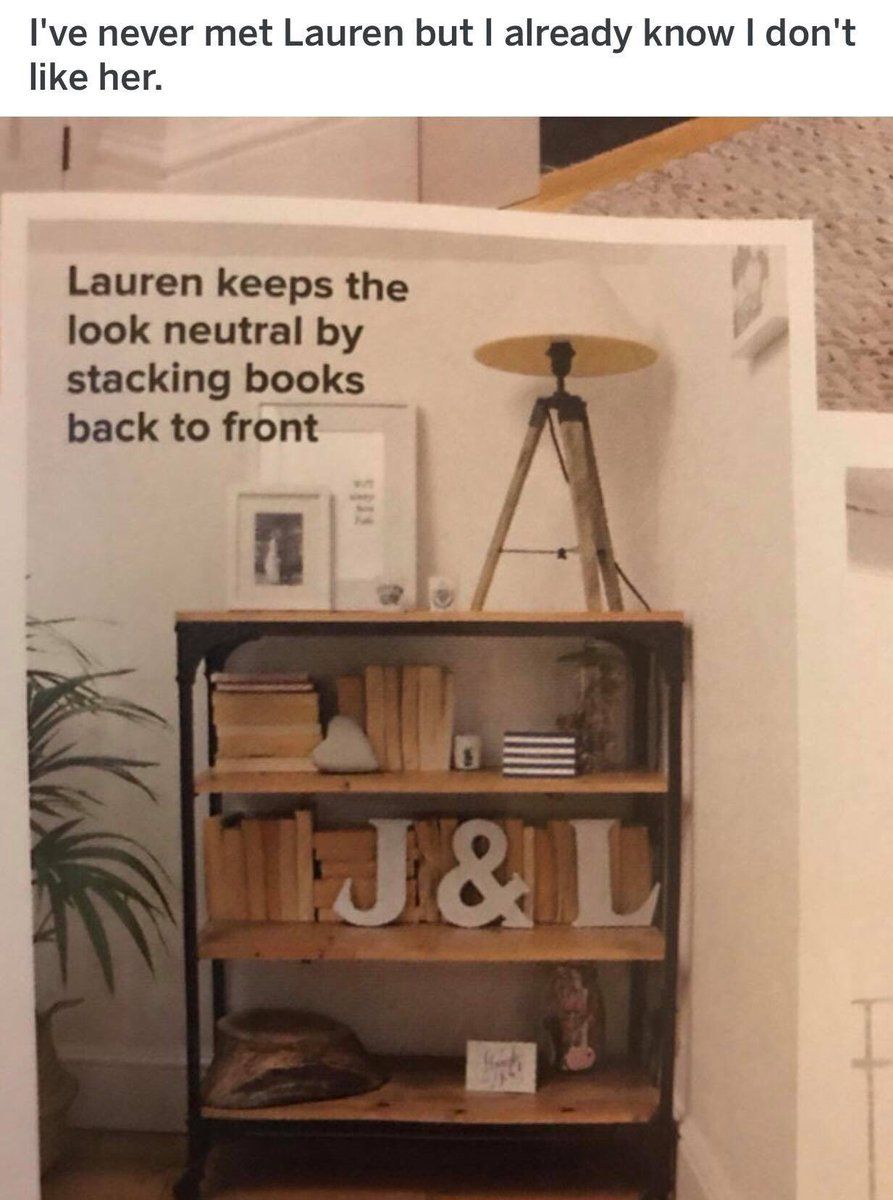 I've never met Lauren but I already know I don't
like her.
Lauren keeps the
look neutral by
stacking books
back to front
J & L